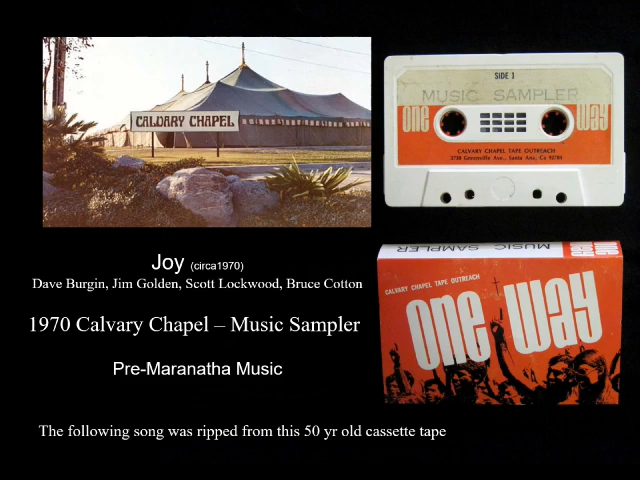 CALVARY CHAPEL
SIDE 1
MUSIC SAMPLER
one way
CALVARY CHAPEL TAPE OUTREACH
3720 Greenville Ave., Santa Ana, Ca 92704
Joy (circa1970)
Dave Burgin, Jim Golden, Scott Lockwood, Bruce Cotton
1970 Calvary Chapel – Music Sampler
Pre-Maranatha Music
MUSIC SAMPLER
CALVARY CHAPEL TAPE OUTREACH
one way
The following song was ripped from this 50 yr old cassette tape